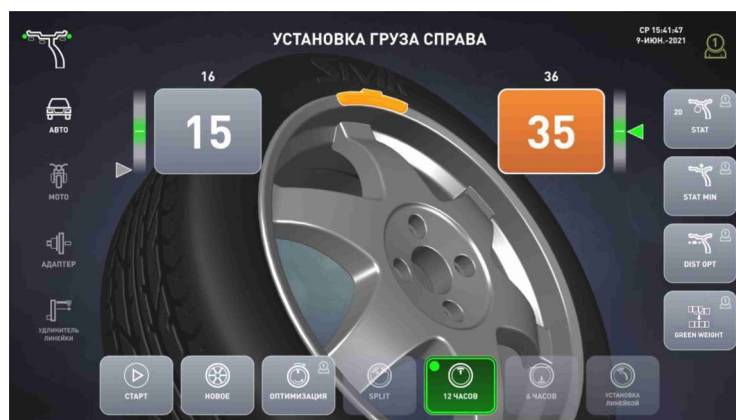 УСТАНОВКА ГРУЗА СПРАВА
СР 15:41:47
9-ИЮН.-2021
1
16
15
36
35
АВТО
МОТО
АДАПТЕР
УДЛИНИТЕЛЬ
ЛИНЕЙКИ
20
STAT
STAT MIN
DIST OPT
GREEN WEIGHT
СТАРТ
НОВОЕ
ОПТИМИЗАЦИЯ
SPLIT
12 ЧАСОВ
6 ЧАСОВ
УСТАНОВКА
ЛИНЕЙКОЙ